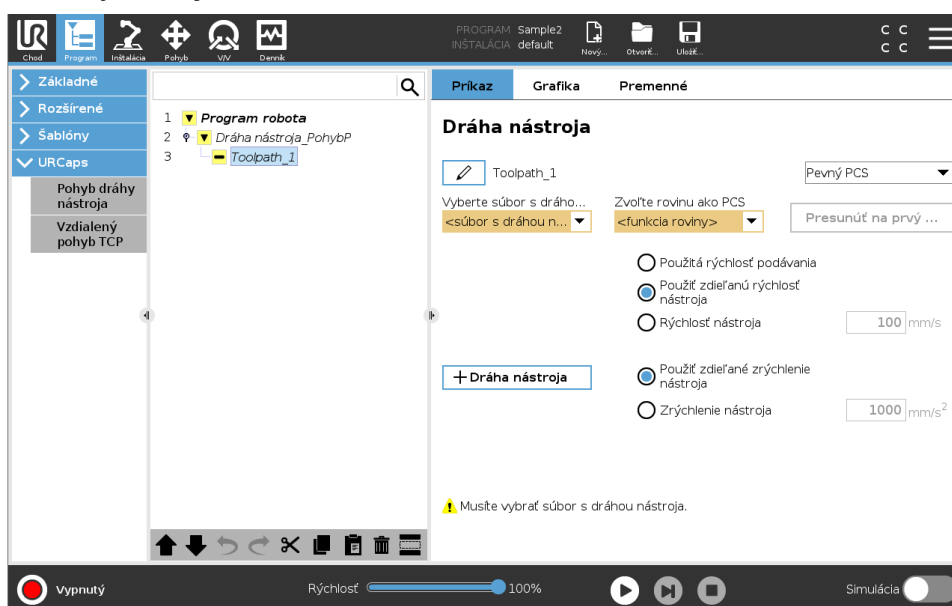 PROGRAM Sample2
INŠTALÁCIA default
Nový...
Otvoriť...
Uložiť...
C C
C C
UR
Chod
Program
Inštalácia
Pohyb
V/V
Denník
Základné
Rozšírené
Šablóny
URCaps
Pohyb dráhy
nástroja
Vzdialený
pohyb TCP
1 Program robota
2 Dráha nástroja_PohybP
3 Toolpath_1
Príkaz Grafika Premenné
Dráha nástroja
Toolpath_1
Pevný PCS
Vyberte súbor s dráho...
<súbor s dráhou n...
Zvoľte rovinu ako PCS
<funkcia roviny>
Presunúť na prvý ...
Použitá rýchlosť podávania
Použiť zdieľanú rýchlosť
nástroja
Rýchlosť nástroja 100 mm/s
+ Dráha nástroja
Použiť zdieľané zrýchlenie
nástroja
Zrýchlenie nástroja 1000 mm/s²
Musíte vybrať súbor s dráhou nástroja.
Vypnutý
Rýchlosť 100%
Simulácia